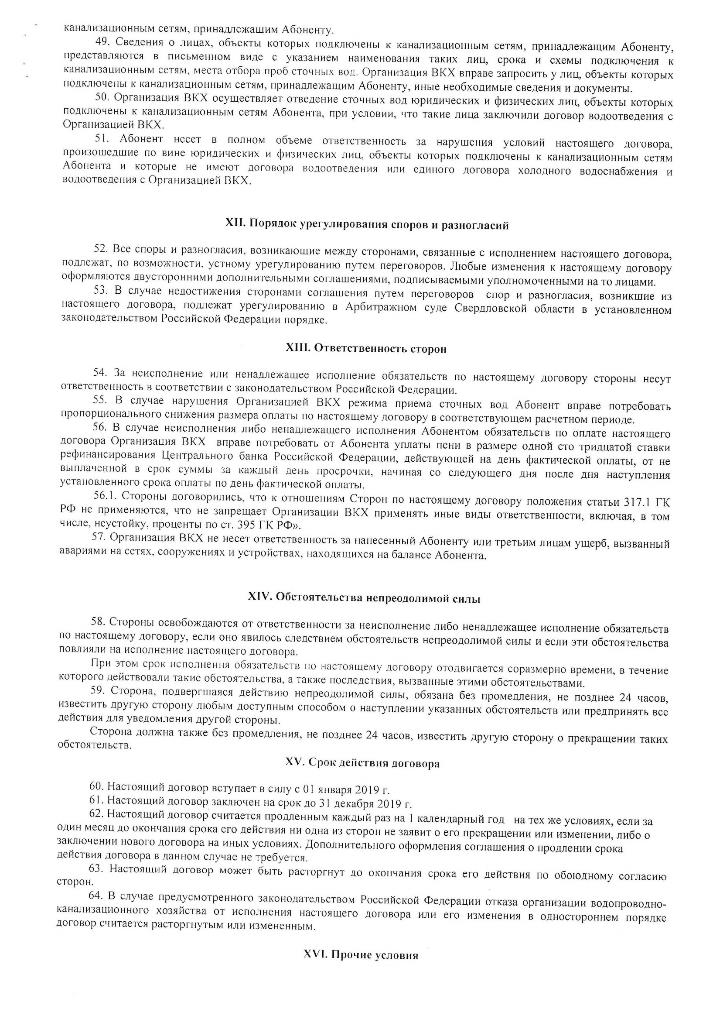 канализационным сетям, принадлежащим Абоненту.
49. Сведения о лицах, объекты которых подключены к канализационным сетям, принадлежащим Абоненту,
представляются в письменном виде с указанием наименования таких лиц, срока и схемы подключения к
канализационным сетям, места отбора проб сточных вод. Организация ВКХ вправе запросить у лиц, объекты которых
подключены к канализационным сетям, принадлежащим Абоненту, иные необходимые сведения и документы.
50. Организация ВКХ осуществляет отведение сточных вод юридических и физических лиц, объекты которых
подключены к канализационным сетям Абонента, при условии, что такие лица заключили договор водоотведения с
Организацией ВКХ.
51. Абонент несет в полном объеме ответственность за нарушения условий настоящего договора,
произошедшие по вине юридических и физических лиц, объекты которых подключены к канализационным сетям
Абонента и которые не имеют договора водоотведения или единого договора холодного водоснабжения и
водоотведения с Организацией ВКХ.
XII. Порядок урегулирования споров и разногласий
52. Все споры и разногласия, возникающие между сторонами, связанные с исполнением настоящего договора,
подлежат, по возможности, устному урегулированию путем переговоров. Любые изменения к настоящему договору
оформляются двусторонними дополнительными соглашениями, подписываемыми уполномоченными на то лицами.
53. В случае недостижения сторонами соглашения путем переговоров спор и разногласия, возникшие из
настоящего договора, подлежат урегулированию в Арбитражном суде Свердловской области в установленном
законодательством Российской Федерации порядке.
XIII. Ответственность сторон
54. За неисполнение или ненадлежащее исполнение обязательств по настоящему договору стороны несут
ответственность в соответствии с законодательством Российской Федерации.
55. В случае нарушения Организацией ВКХ режима приема сточных вод Абонент вправе потребовать
пропорционального снижения размера оплаты по настоящему договору в соответствующем расчетном периоде.
56. В случае неисполнения либо ненадлежащего исполнения Абонентом обязательств по оплате настоящего
договора Организация ВКХ вправе потребовать от Абонента уплаты пени в размере одной сто тридцатой ставки
рефинансирования Центрального банка Российской Федерации, действующей на день фактической оплаты, от не
выплаченной в срок суммы за каждый день просрочки, начиная со следующего дня после дня наступления
установленного срока оплаты по день фактической оплаты.
56.1. Стороны договорились, что к отношениям Сторон по настоящему договору положения статьи 317.1 ГК
РФ не применяются, что не запрещает Организации ВКХ применять иные виды ответственности, включая, в том
числе, неустойку, проценты по ст. 395 ГК РФ».
57. Организация ВКХ не несет ответственность за нанесенный Абоненту или третьим лицам ущерб, вызванный
авариями на сетях, сооружениях и устройствах, находящихся на балансе Абонента.
XIV. Обстоятельства непреодолимой силы
58. Стороны освобождаются от ответственности за неисполнение либо ненадлежащее исполнение обязательств
по настоящему договору, если оно явилось следствием обстоятельств непреодолимой силы и если эти обстоятельства
повлияли на исполнение настоящего договора.
При этом срок исполнения обязательств по настоящему договору отодвигается соразмерно времени, в течение
которого действовали такие обстоятельства, а также последствия, вызванные этими обстоятельствами.
59. Сторона, подвергшаяся действию непреодолимой силы, обязана без промедления, не позднее 24 часов,
известить другую сторону любым доступным способом о наступлении указанных обстоятельств или предпринять все
действия для уведомления другой стороны.
Сторона должна также без промедления, не позднее 24 часов, известить другую сторону о прекращении таких
обстоятельств.
XV. Срок действия договора
60. Настоящий договор вступает в силу с 01 января 2019 г.
61. Настоящий договор заключен на срок до 31 декабря 2019 г.
62. Настоящий договор считается продленным каждый раз на 1 календарный год на тех же условиях, если за
один месяц до окончания срока его действия ни одна из сторон не заявит о его прекращении или изменении, либо о
заключении нового договора на иных условиях. Дополнительного оформления соглашения о продлении срока
действия договора в данном случае не требуется.
63. Настоящий договор может быть расторгнут до окончания срока его действия по обоюдному согласию
сторон.
64. В случае предусмотренного законодательством Российской Федерации отказа организации водопроводно-
канализационного хозяйства от исполнения настоящего договора или его изменения в одностороннем порядке
договор считается расторгнутым или измененным.
XVI. Прочие условия